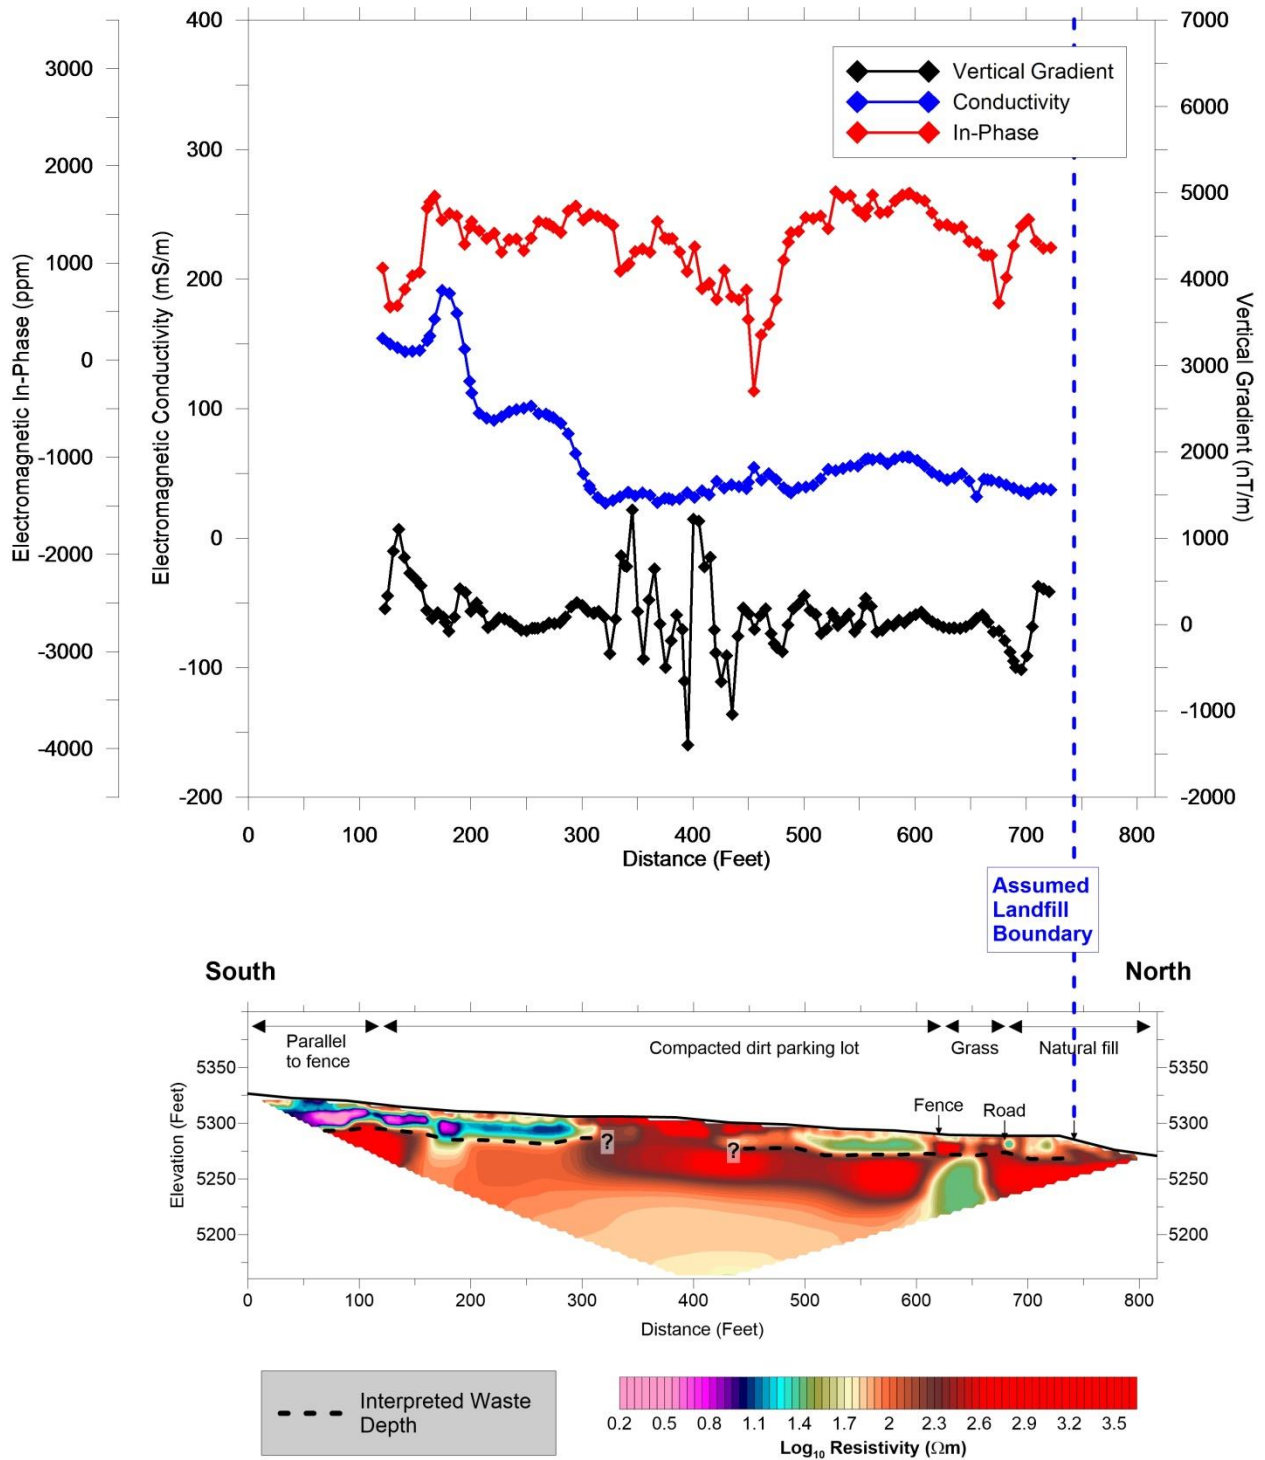 400
300
200
100
0
-100
-200
3000
2000
1000
0
-1000
-2000
-3000
-4000
7000
6000
5000
4000
3000
2000
1000
0
-1000
-2000
Electromagnetic In-Phase (ppm)
Electromagnetic Conductivity (mS/m)
Vertical Gradient (nT/m)
Vertical Gradient
Conductivity
In-Phase
0 100 200 300 400 500 600 700 800
Distance (Feet)
Assumed
Landfill
Boundary
South North
Parallel
to fence
Compacted dirt parking lot
Grass
Natural fill
Fence
Road
5350
5300
5250
5200
Elevation (Feet)
5350
5300
5250
5200
? ?
0 100 200 300 400 500 600 700 800
Distance (Feet)
Interpreted Waste
Depth
0.2 0.5 0.8 1.1 1.4 1.7 2 2.3 2.6 2.9 3.2 3.5
Log₁₀ Resistivity (Ωm)